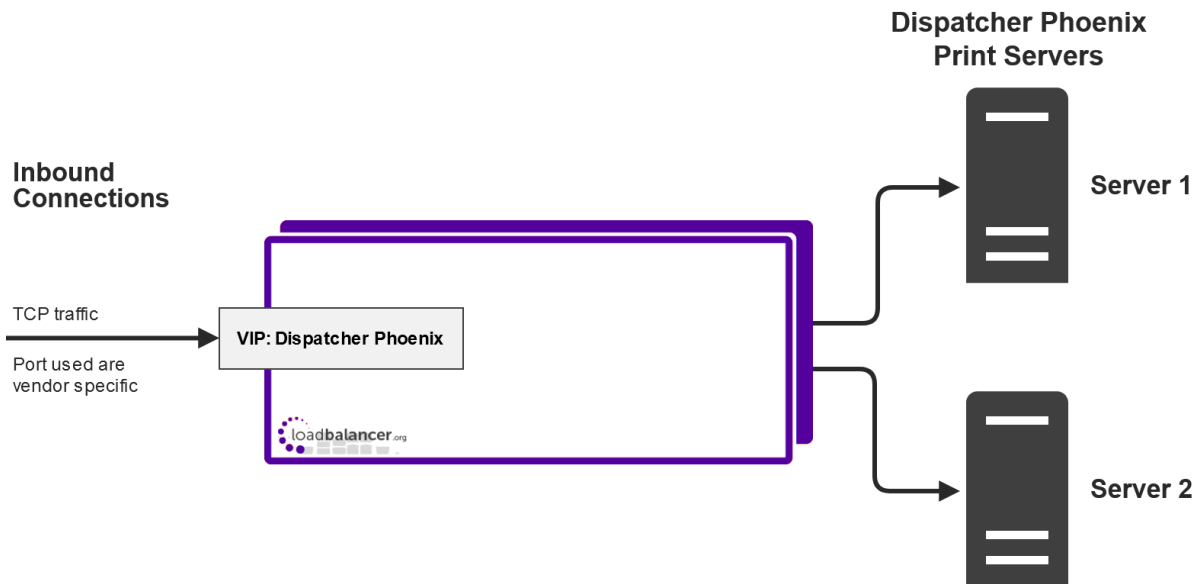 Dispatcher Phoenix
Print Servers
Inbound
Connections
Server 1
TCP traffic
VIP: Dispatcher Phoenix
Port used are
vendor specific
loadbalancer.org
Server 2